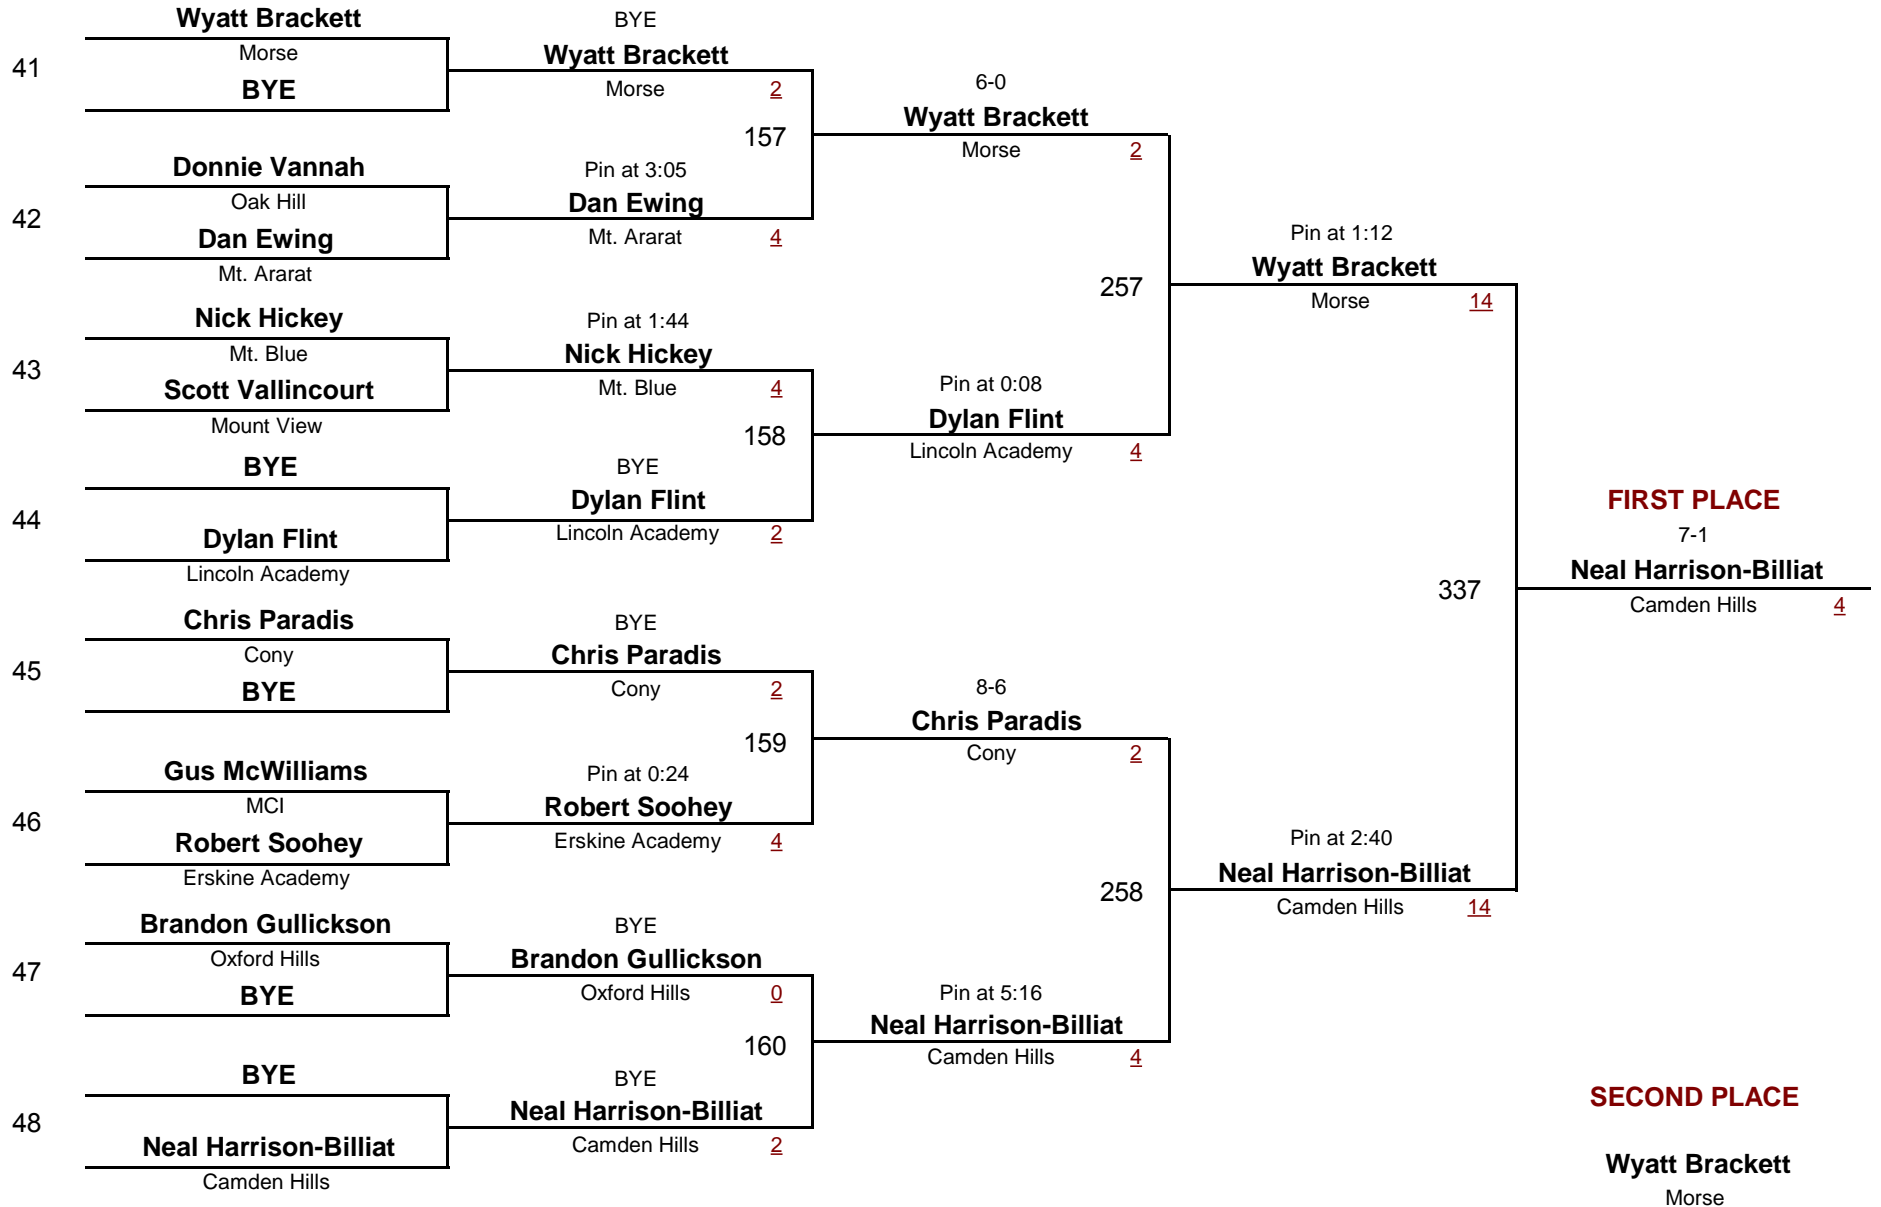 Wyatt Brackett
41
Morse
BYE
Donnie Vannah
42
Oak Hill
Dan Ewing
Mt. Ararat
Nick Hickey
43
Mt. Blue
Scott Vallincourt
Mount View
BYE
44
Dylan Flint
Lincoln Academy
Chris Paradis
45
Cony
BYE
Gus McWilliams
46
MCI
Robert Soohey
Erskine Academy
Brandon Gullickson
47
Oxford Hills
BYE
BYE
48
Neal Harrison-Billiat
Camden Hills
BYE
Wyatt Brackett
Morse 2
157
Pin at 3:05
Dan Ewing
Mt. Ararat 4
Pin at 1:44
Nick Hickey
Mt. Blue 4
158
BYE
Dylan Flint
Lincoln Academy 2
BYE
Chris Paradis
Cony 2
159
Pin at 0:24
Robert Soohey
Erskine Academy 4
BYE
Brandon Gullickson
Oxford Hills 0
160
BYE
Neal Harrison-Billiat
Camden Hills 2
6-0
Wyatt Brackett
Morse 2
257
Pin at 0:08
Dylan Flint
Lincoln Academy 4
8-6
Chris Paradis
Cony 2
258
Pin at 5:16
Neal Harrison-Billiat
Camden Hills 4
Pin at 1:12
Wyatt Brackett
Morse 14
337
Pin at 2:40
Neal Harrison-Billiat
Camden Hills 14
FIRST PLACE
7-1
Neal Harrison-Billiat
Camden Hills 4
SECOND PLACE
Wyatt Brackett
Morse